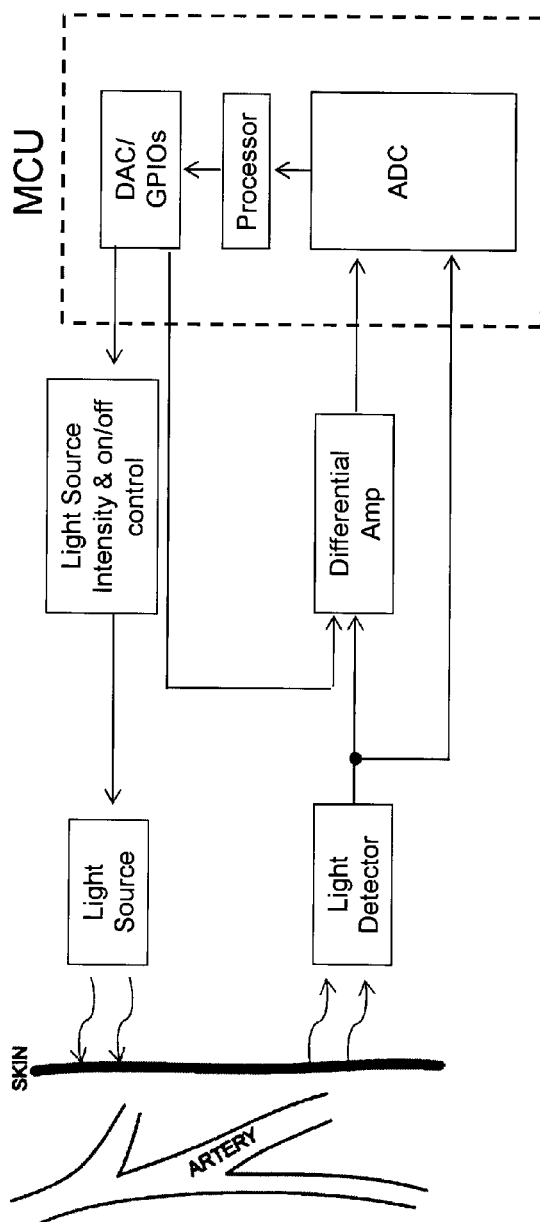 MCU
DAC/
GPIOs
Processor
ADC
Light Source
Intensity & on/off
control
Differential
Amp
Light
Source
Light
Detector
SKIN
ARTERY